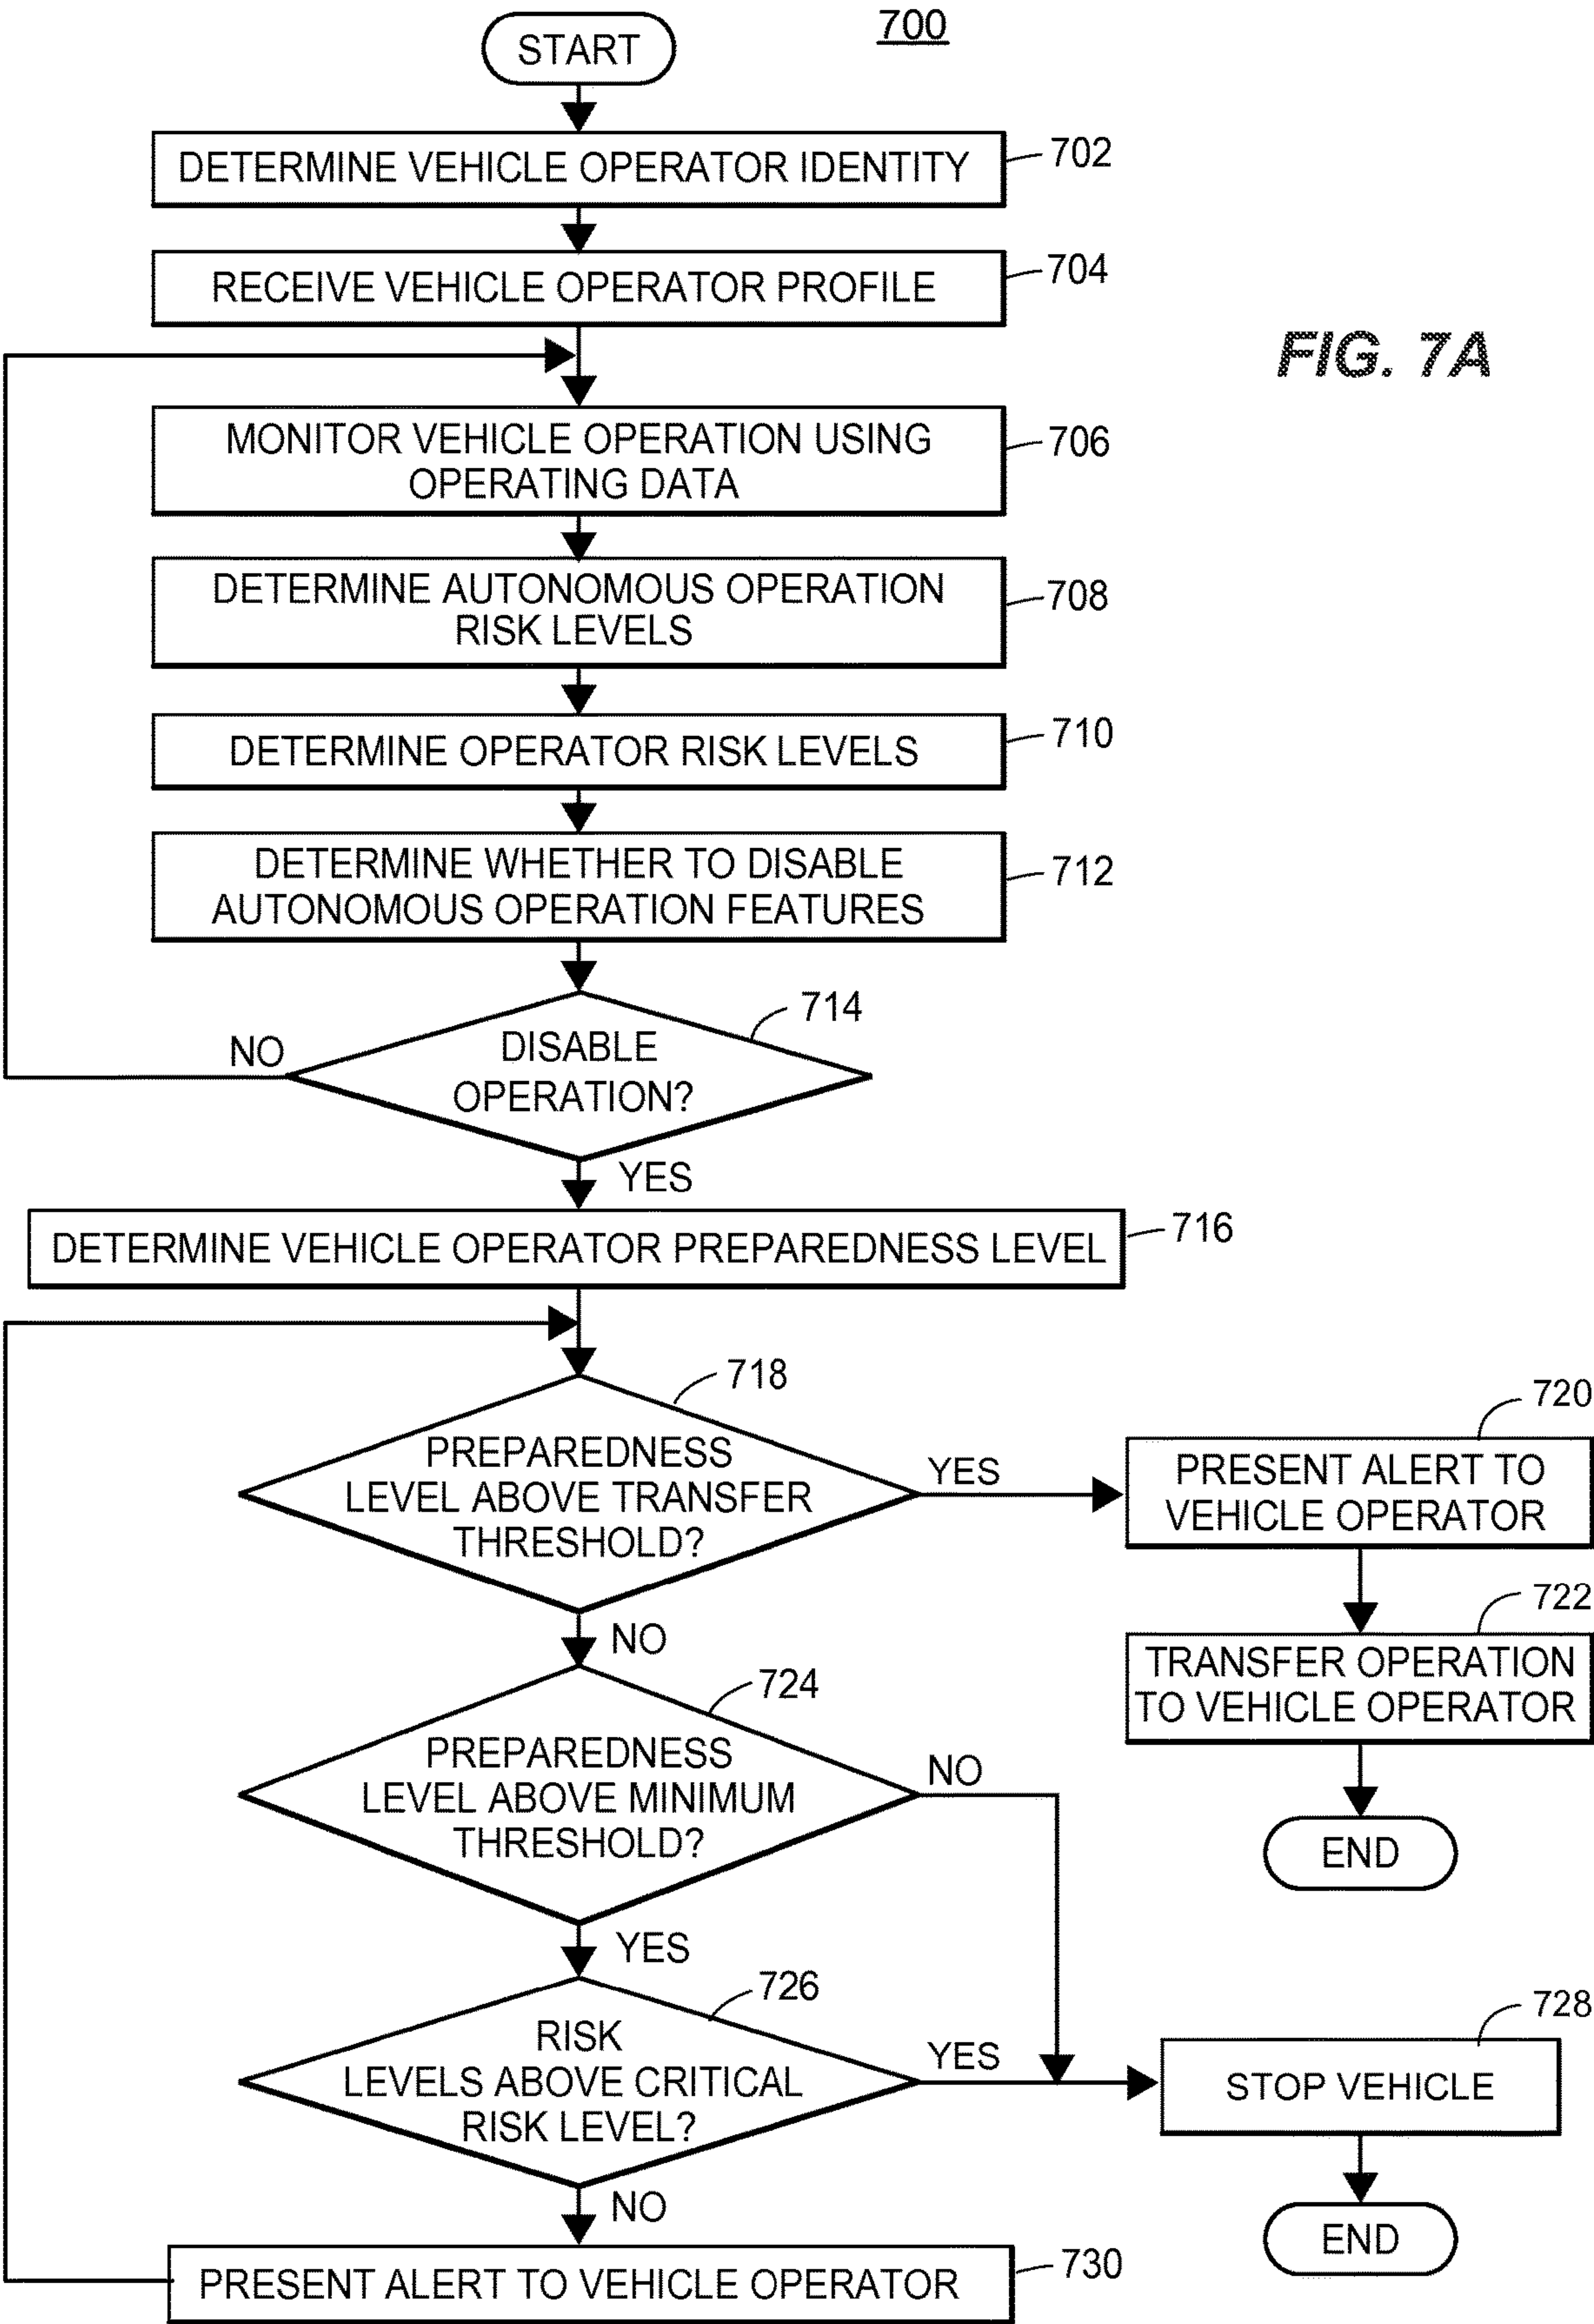 700
START
DETERMINE VEHICLE OPERATOR IDENTITY
702
RECEIVE VEHICLE OPERATOR PROFILE
704
FIG. 7A
MONITOR VEHICLE OPERATION USING
OPERATING DATA
706
DETERMINE AUTONOMOUS OPERATION
RISK LEVELS
708
DETERMINE OPERATOR RISK LEVELS
710
DETERMINE WHETHER TO DISABLE
AUTONOMOUS OPERATION FEATURES
712
714
NO
DISABLE
OPERATION?
YES
DETERMINE VEHICLE OPERATOR PREPAREDNESS LEVEL
716
718
PREPAREDNESS
LEVEL ABOVE TRANSFER
THRESHOLD?
YES
720
PRESENT ALERT TO
VEHICLE OPERATOR
722
TRANSFER OPERATION
TO VEHICLE OPERATOR
END
NO
724
PREPAREDNESS
LEVEL ABOVE MINIMUM
THRESHOLD?
NO
YES
726
RISK
LEVELS ABOVE CRITICAL
RISK LEVEL?
YES
728
STOP VEHICLE
END
NO
PRESENT ALERT TO VEHICLE OPERATOR
730